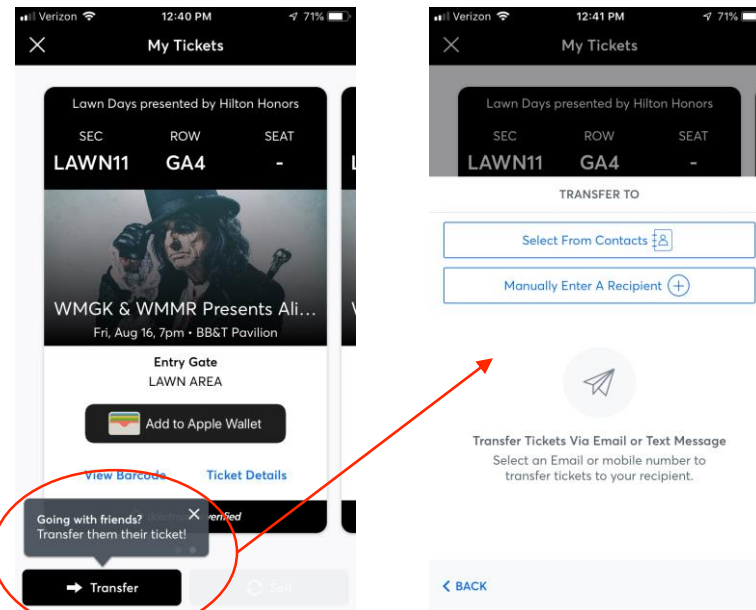 Verizon
12:40 PM
71%
My Tickets
Lawn Days presented by Hilton Honors
SEC
ROW
SEAT
LAWN11
GA4
-
WMGK & WMMR Presents Ali...
Fri, Aug 16, 7pm • BB&T Pavilion
Entry Gate
LAWN AREA
Add to Apple Wallet
View Barcode
Ticket Details
Going with friends?
Transfer them their ticket!
verified
Transfer
Sell
Verizon
12:41 PM
71%
My Tickets
Lawn Days presented by Hilton Honors
SEC
ROW
SEAT
LAWN11
GA4
-
TRANSFER TO
Select From Contacts
Manually Enter A Recipient
Transfer Tickets Via Email or Text Message
Select an Email or mobile number to
transfer tickets to your recipient.
BACK